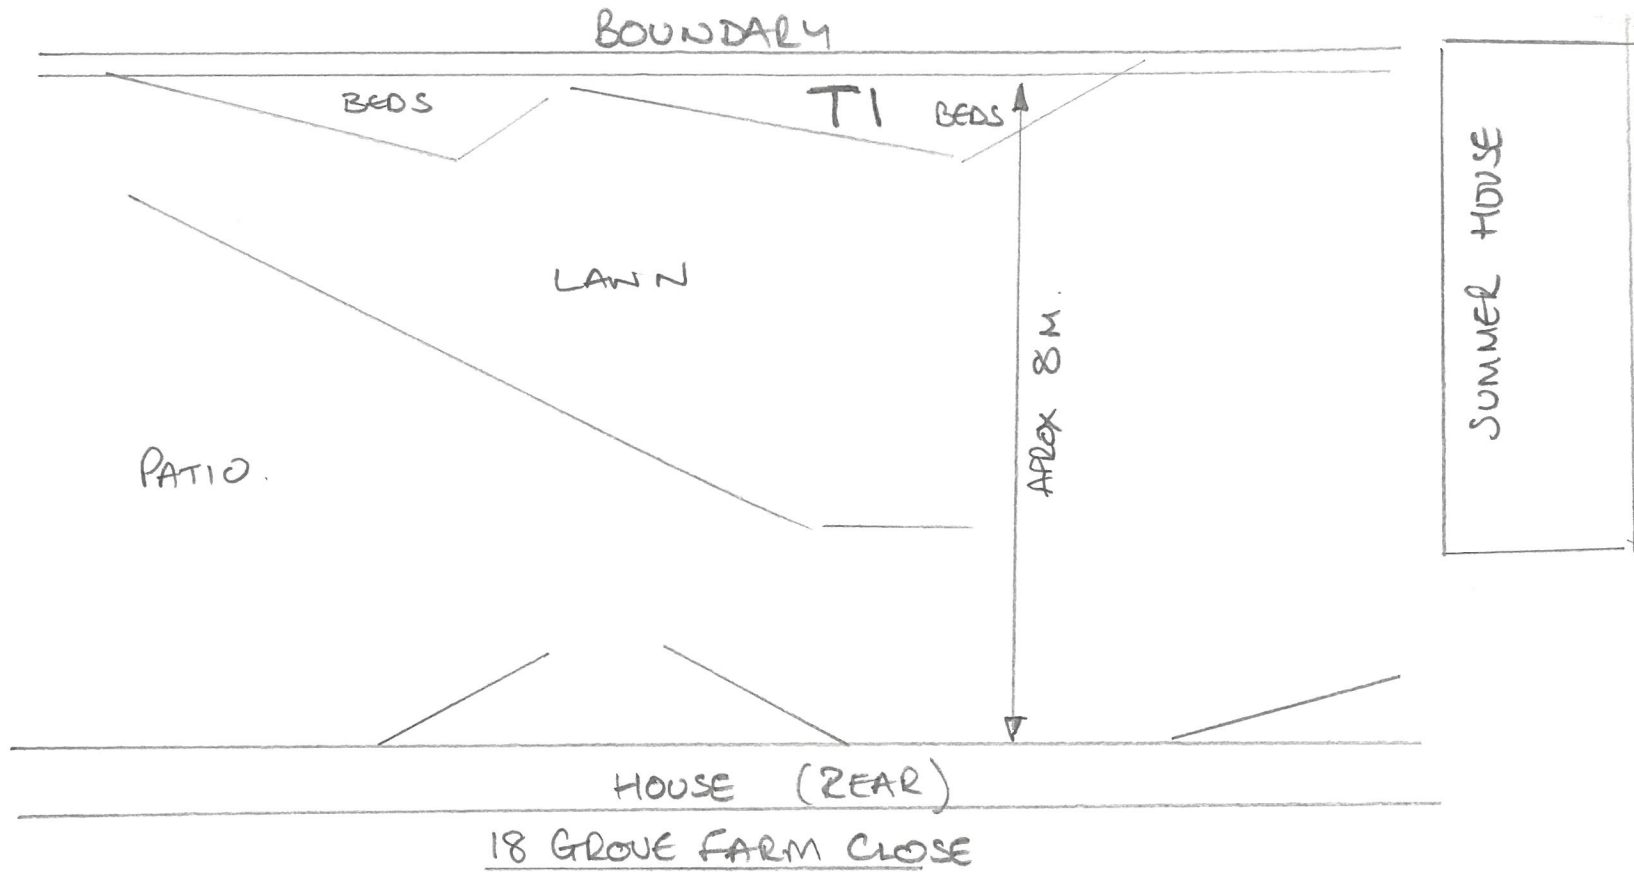 BOUNDARY
BEDS
T1
BEDS
SUMMER HOUSE
LAWN
APROX 8M.
PATIO.
HOUSE (REAR)
18 GROVE FARM CLOSE